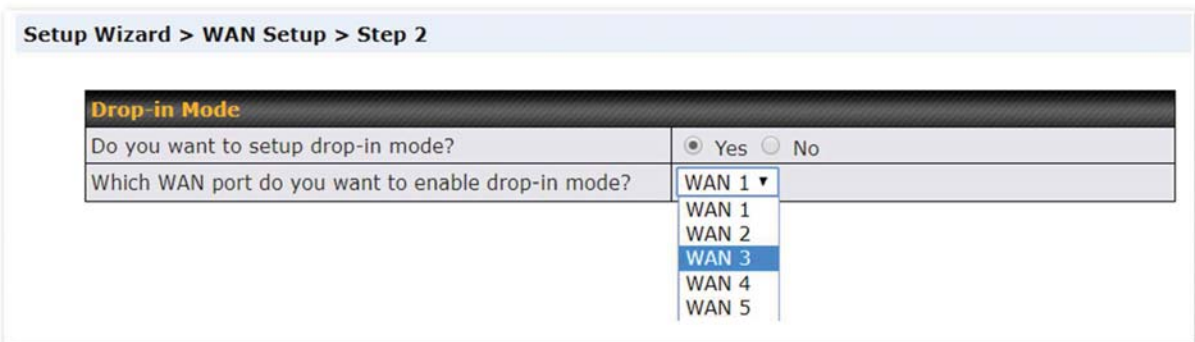 Setup Wizard > WAN Setup > Step 2
Drop-in Mode
Do you want to setup drop-in mode? Yes No
Which WAN port do you want to enable drop-in mode? WAN 1
WAN 1
WAN 2
WAN 3
WAN 4
WAN 5